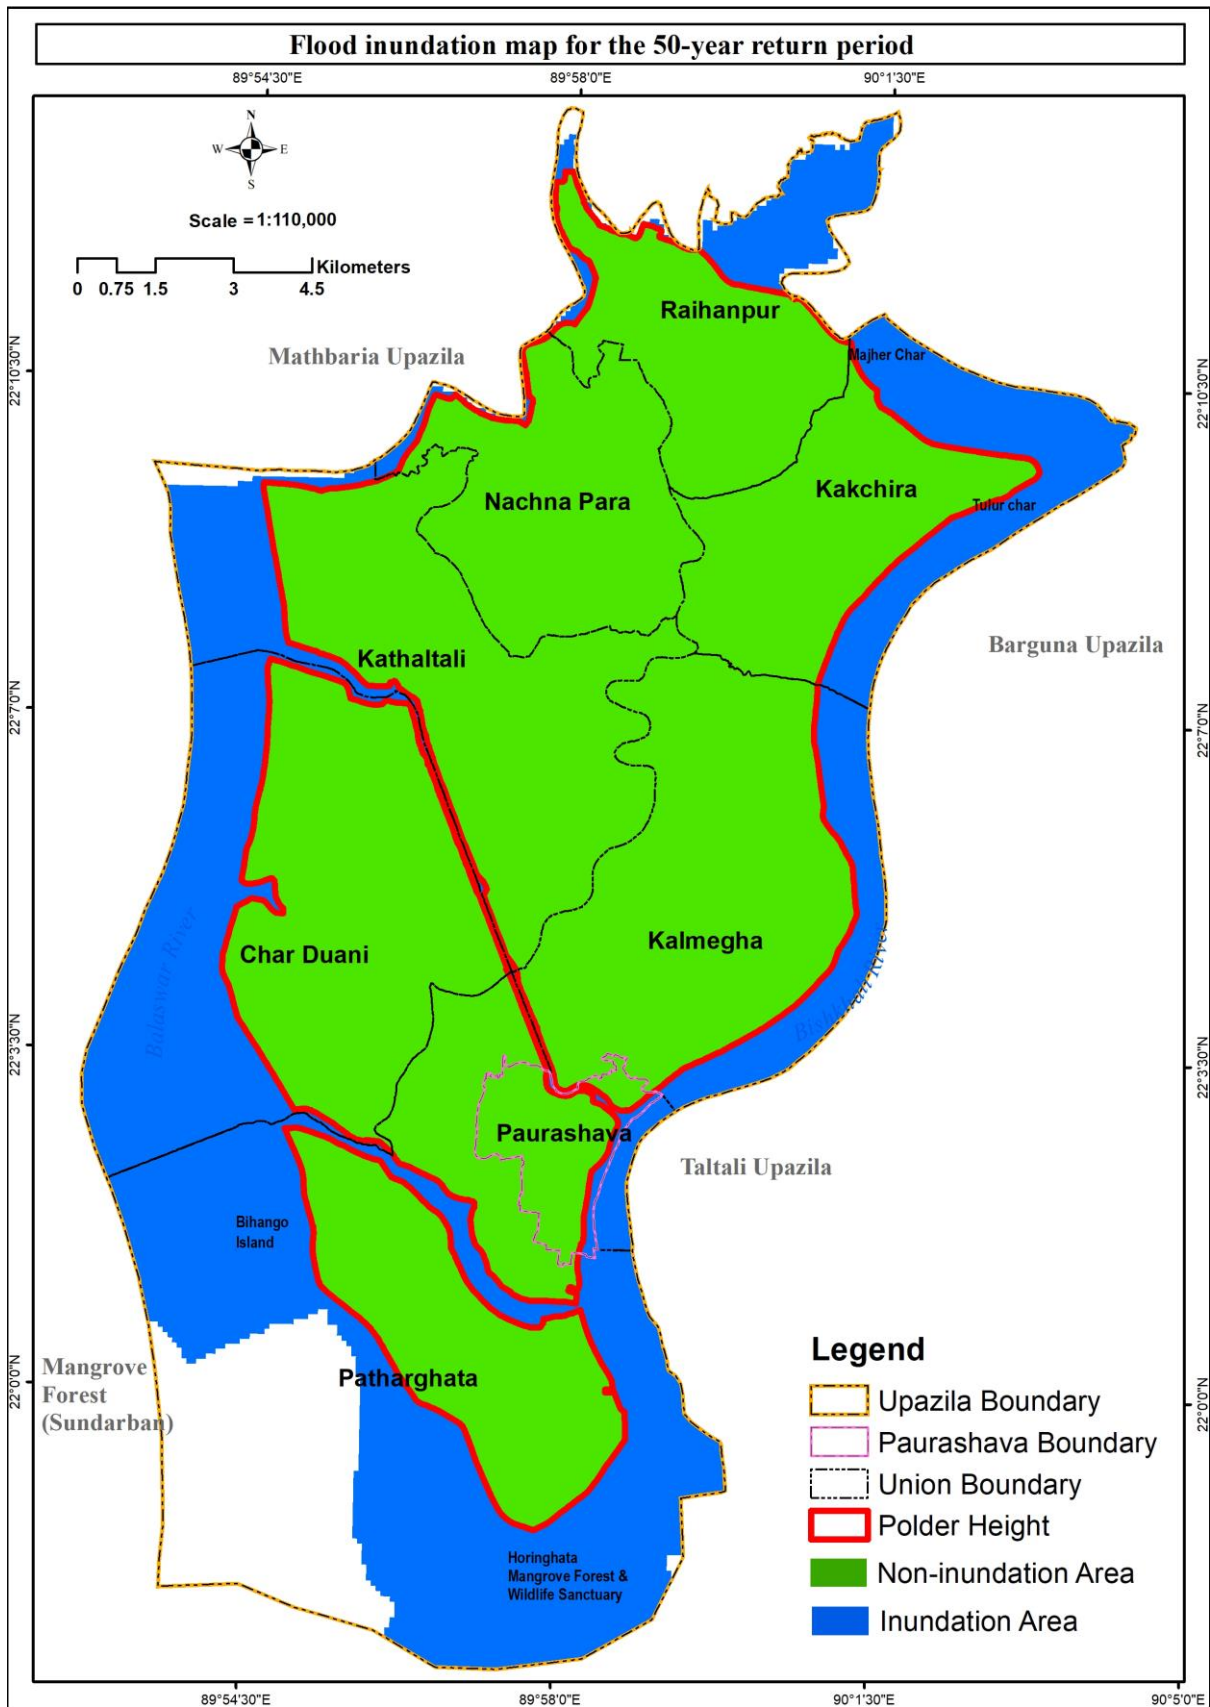 Flood inundation map for the 50-year return period
89°54'30"E
89°58'0"E
90°1'30"E
N
W
E
S
Scale = 1:110,000
Kilometers
0 0.75 1.5 3 4.5
Raihanpur
Mathbaria Upazila
Majher Char
22°10'30"N
22°10'30"N
Nachna Para
Kakchira
Tulur char
Kathaltali
Barguna Upazila
22°7'0"N
22°7'0"N
Char Duani
Kalmegha
Balaswar River
Bishkhali River
22°3'30"N
22°3'30"N
Paurashava
Taltali Upazila
Bihango
Island
Mangrove
Forest
(Sundarban)
Patharghata
22°0'0"N
22°0'0"N
Legend
Upazila Boundary
Paurashava Boundary
Union Boundary
Polder Height
Non-inundation Area
Inundation Area
Horinghata
Mangrove Forest &
Wildlife Sanctuary
89°54'30"E
89°58'0"E
90°1'30"E
90°5'0"E